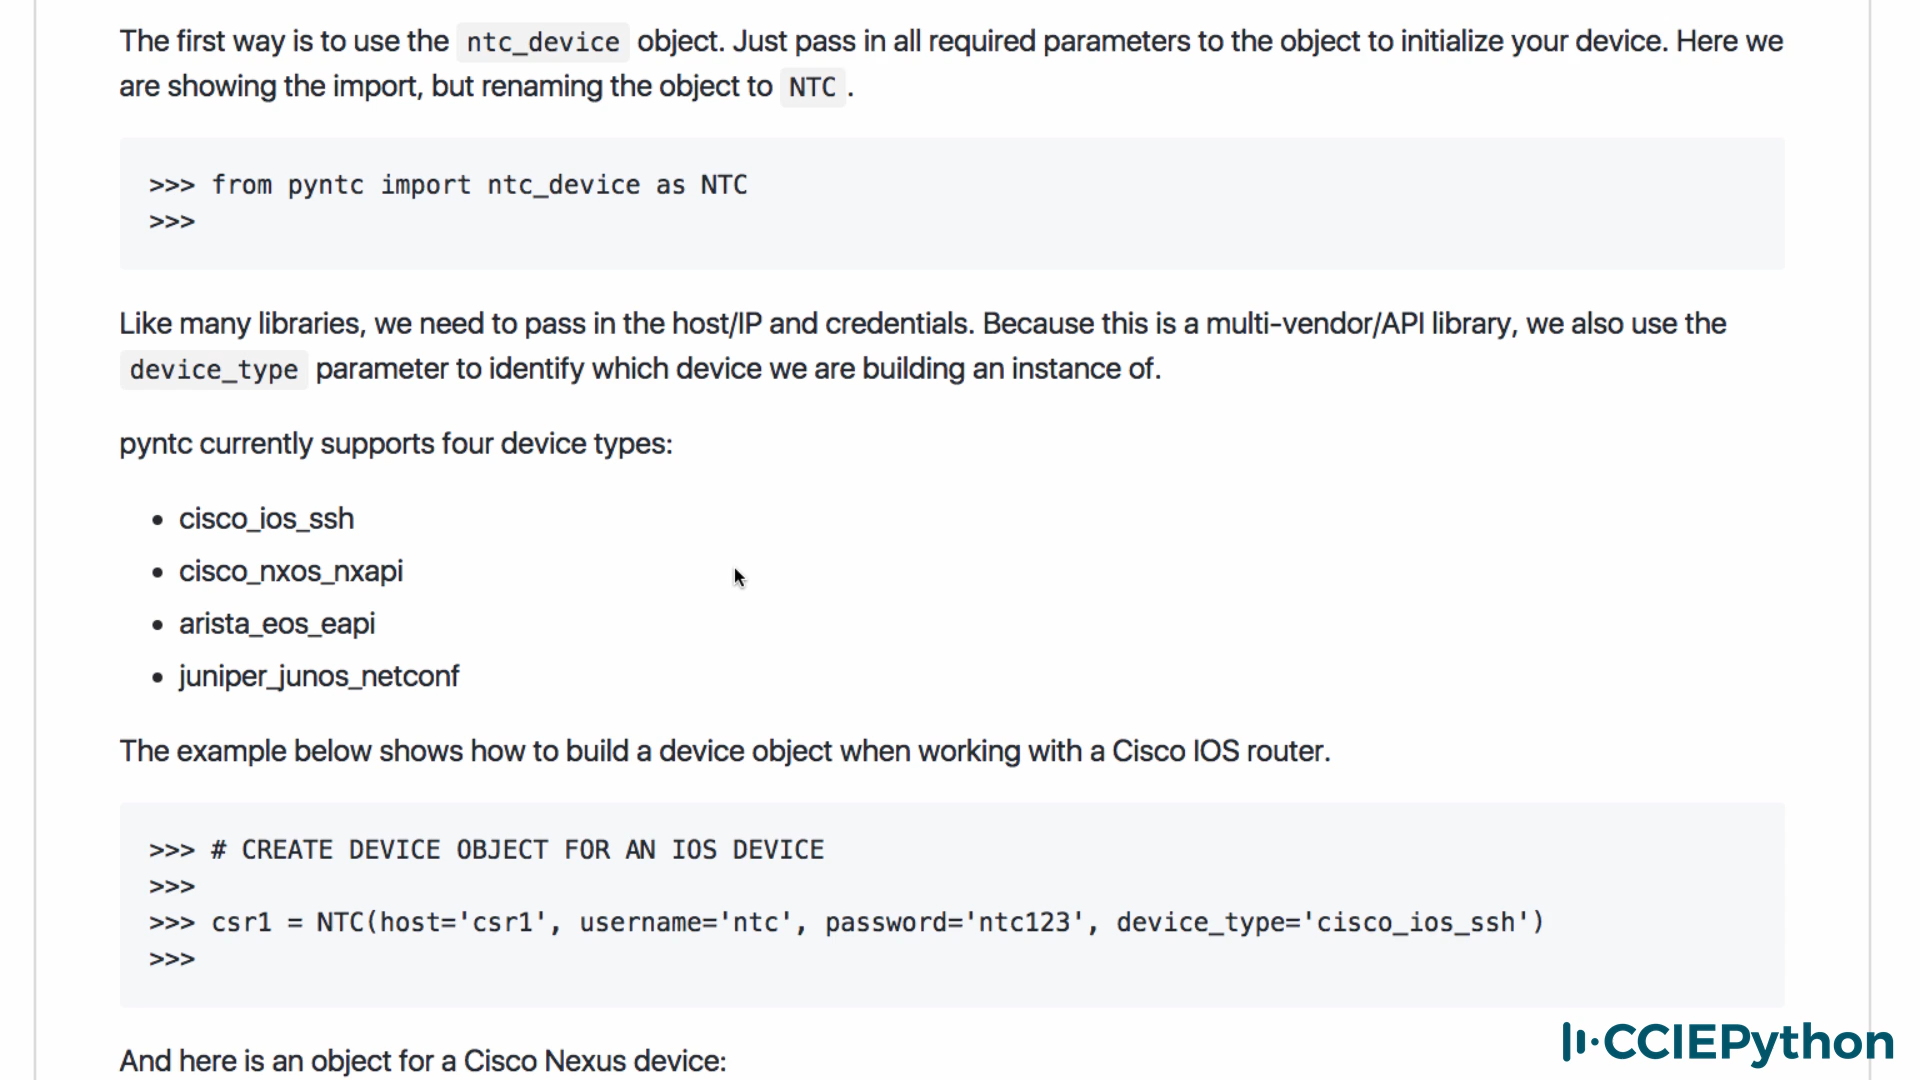 The first way is to use the ntc_device object. Just pass in all required parameters to the object to initialize your device. Here we
are showing the import, but renaming the object to NTC .
>>> from pyntc import ntc_device as NTC
>>>
Like many libraries, we need to pass in the host/IP and credentials. Because this is a multi-vendor/API library, we also use the
device_type parameter to identify which device we are building an instance of.
pyntc currently supports four device types:
• cisco_ios_ssh
• cisco_nxos_nxapi
• arista_eos_eapi
• juniper_junos_netconf
The example below shows how to build a device object when working with a Cisco IOS router.
>>> # CREATE DEVICE OBJECT FOR AN IOS DEVICE
>>>
>>> csr1 = NTC(host='csr1', username='ntc', password='ntc123', device_type='cisco_ios_ssh')
>>>
And here is an object for a Cisco Nexus device:
CCIEPython